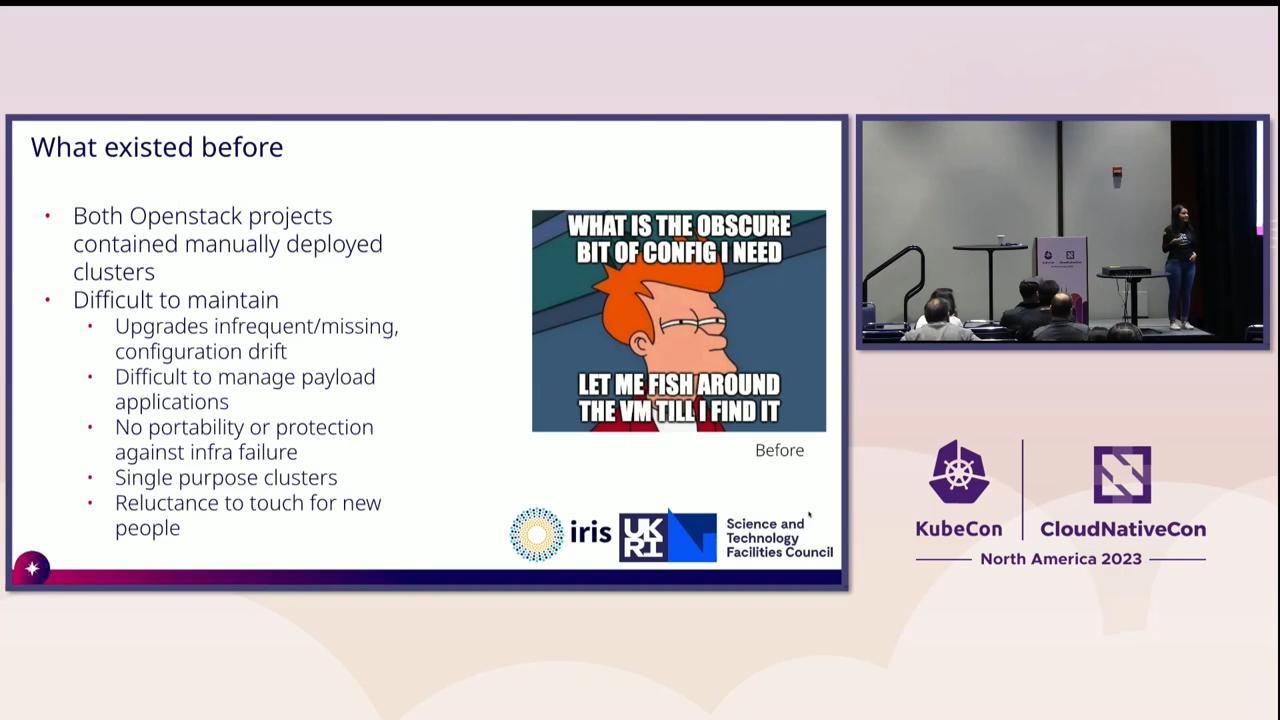 What existed before
• Both Openstack projects
contained manually deployed
clusters
• Difficult to maintain
• Upgrades infrequent/missing,
configuration drift
• Difficult to manage payload
applications
• No portability or protection
against infra failure
• Single purpose clusters
• Reluctance to touch for new
people
WHAT IS THE OBSCURE
BIT OF CONFIG I NEED
LET ME FISH AROUND
THE VM TILL I FIND IT
Before
iris
UK
RI
Science and
Technology
Facilities Council
KubeCon
CloudNativeCon
North America 2023